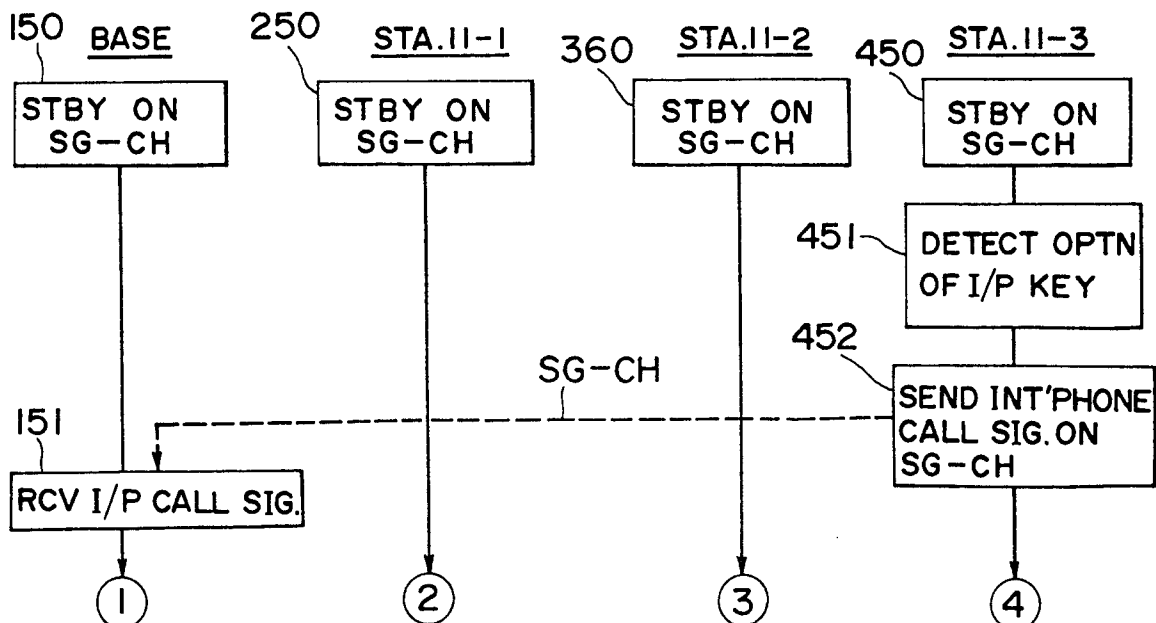 150
BASE
250
STA.11-1
360
STA.11-2
450
STA.11-3
STBY ON
SG-CH
STBY ON
SG-CH
STBY ON
SG-CH
STBY ON
SG-CH
451
DETECT OPTN
OF I/P KEY
452
SG-CH
SEND INT'PHONE
CALL SIG. ON
SG-CH
151
RCV I/P CALL SIG.
1
2
3
4